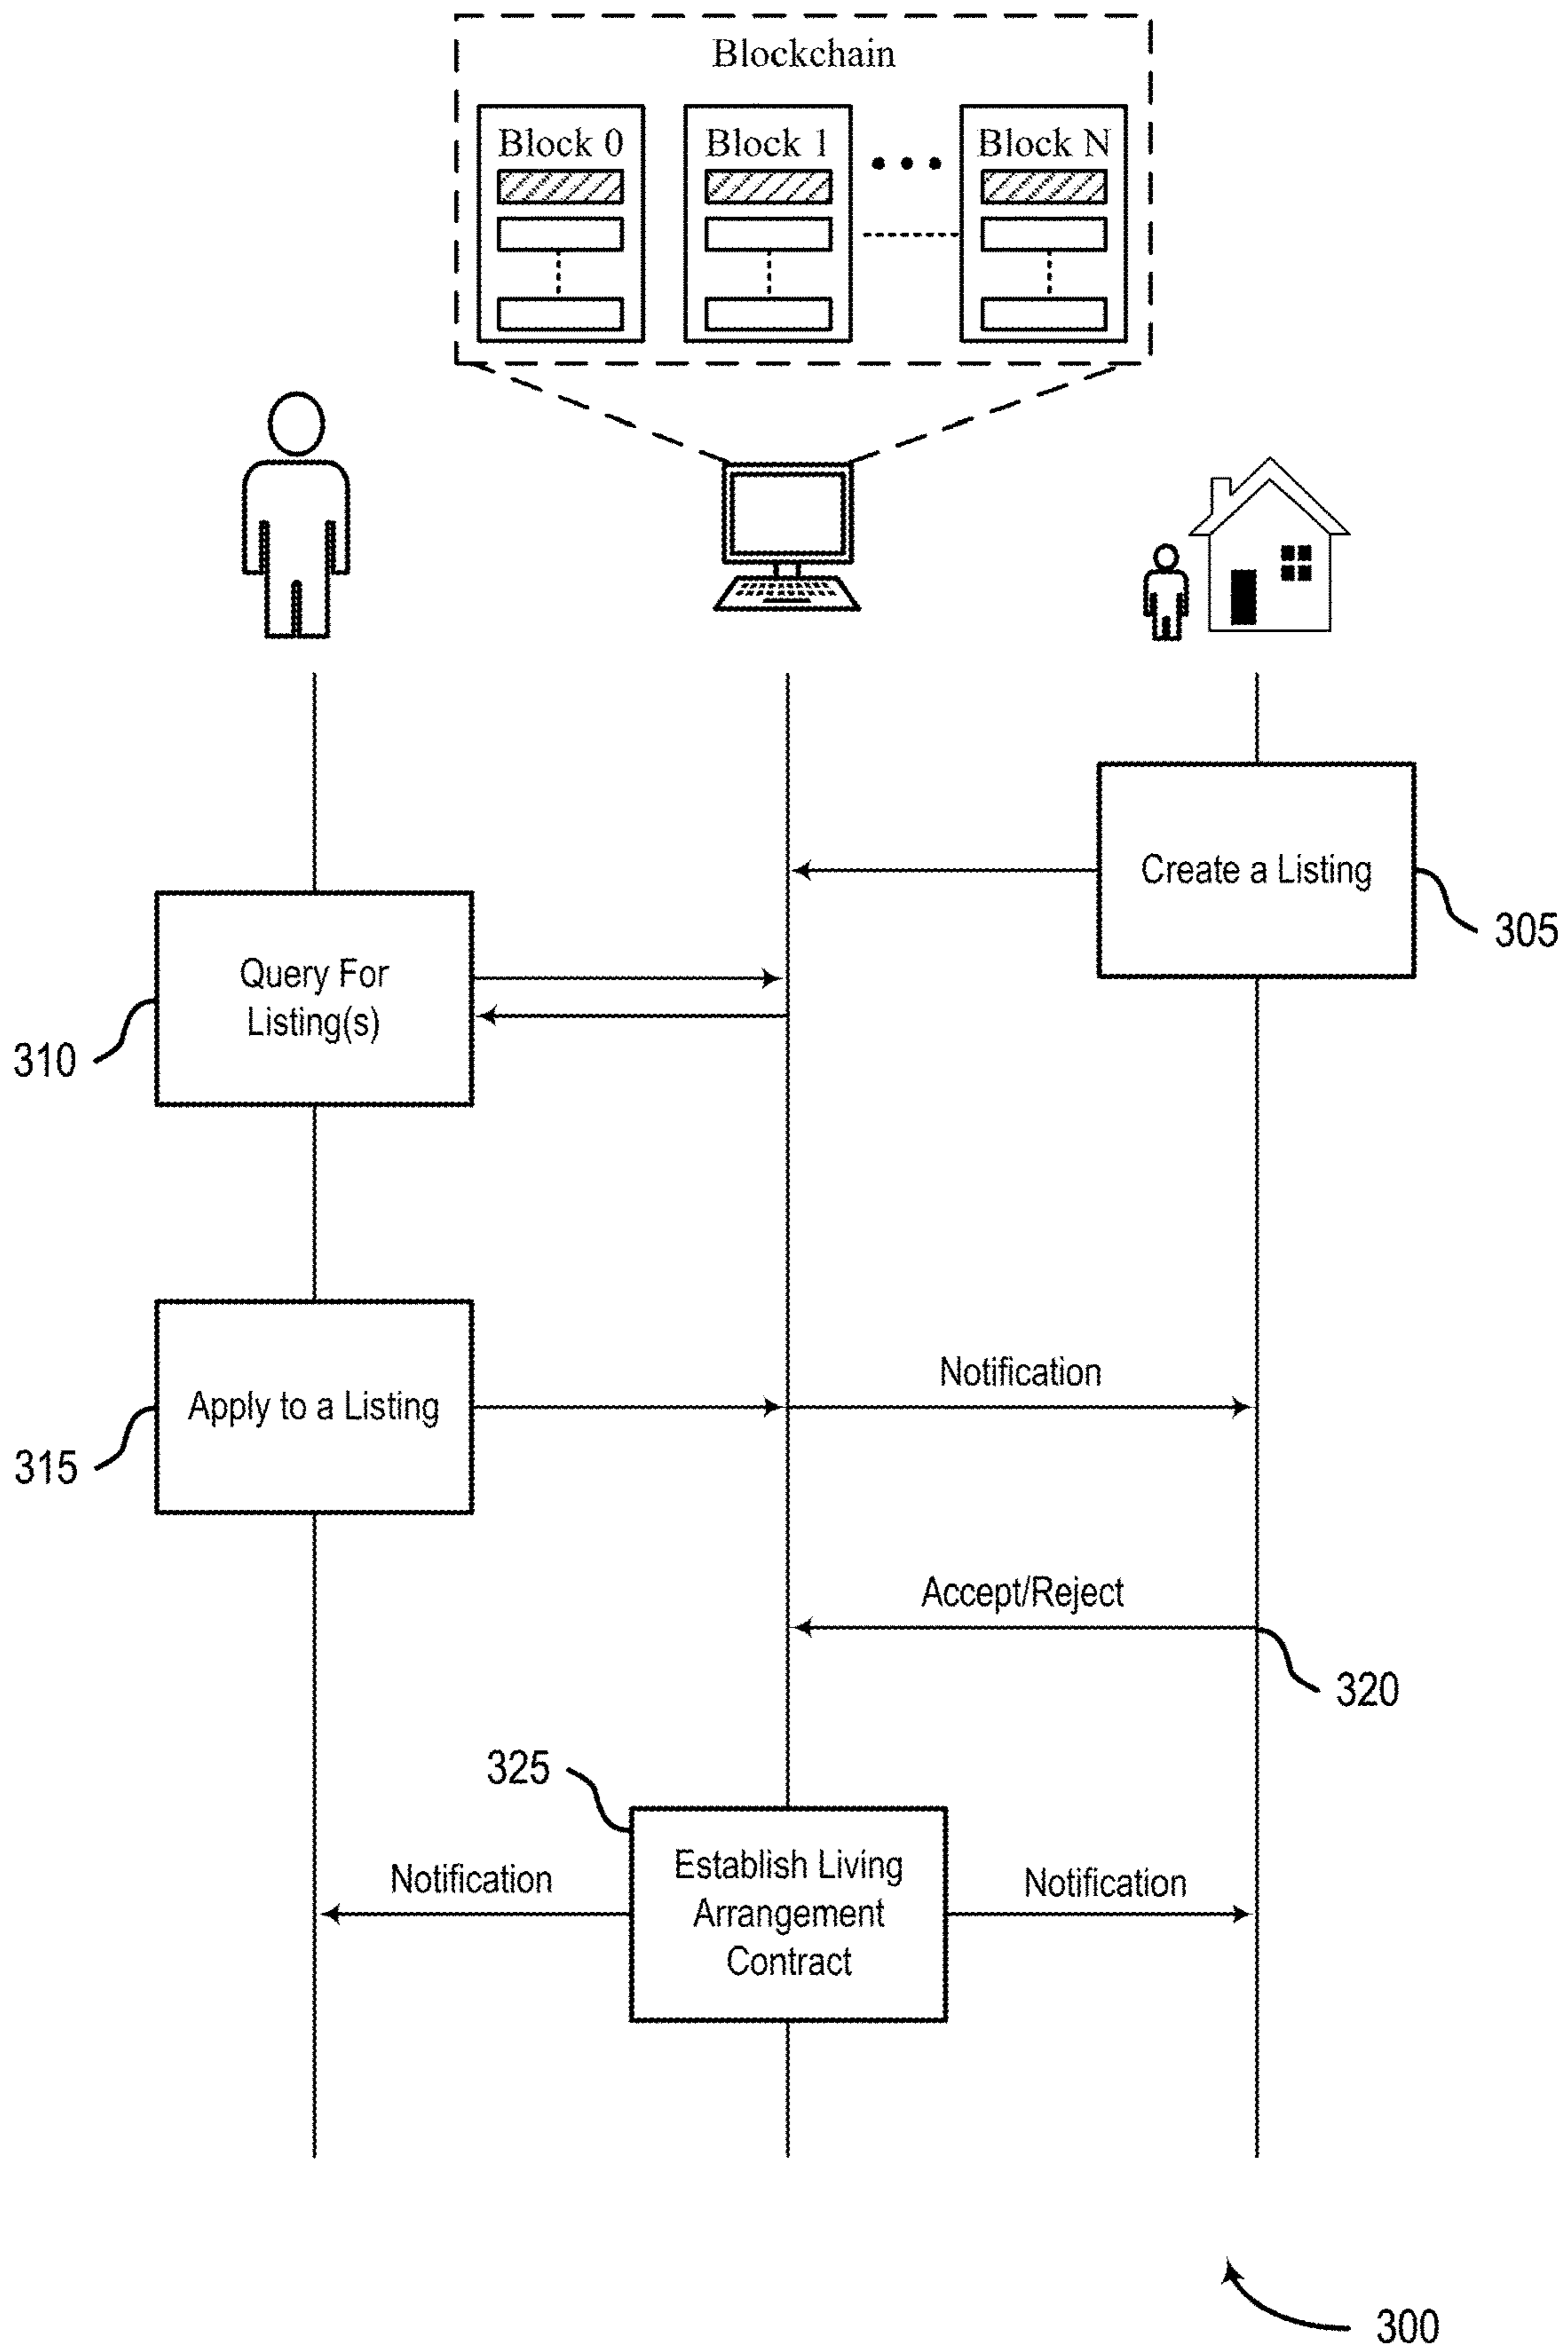 Blockchain
Block 0
Block 1
Block N
Create a Listing
305
Query For
Listing(s)
310
Apply to a Listing
Notification
315
Accept/Reject
320
325
Establish Living
Arrangement
Contract
Notification
Notification
300